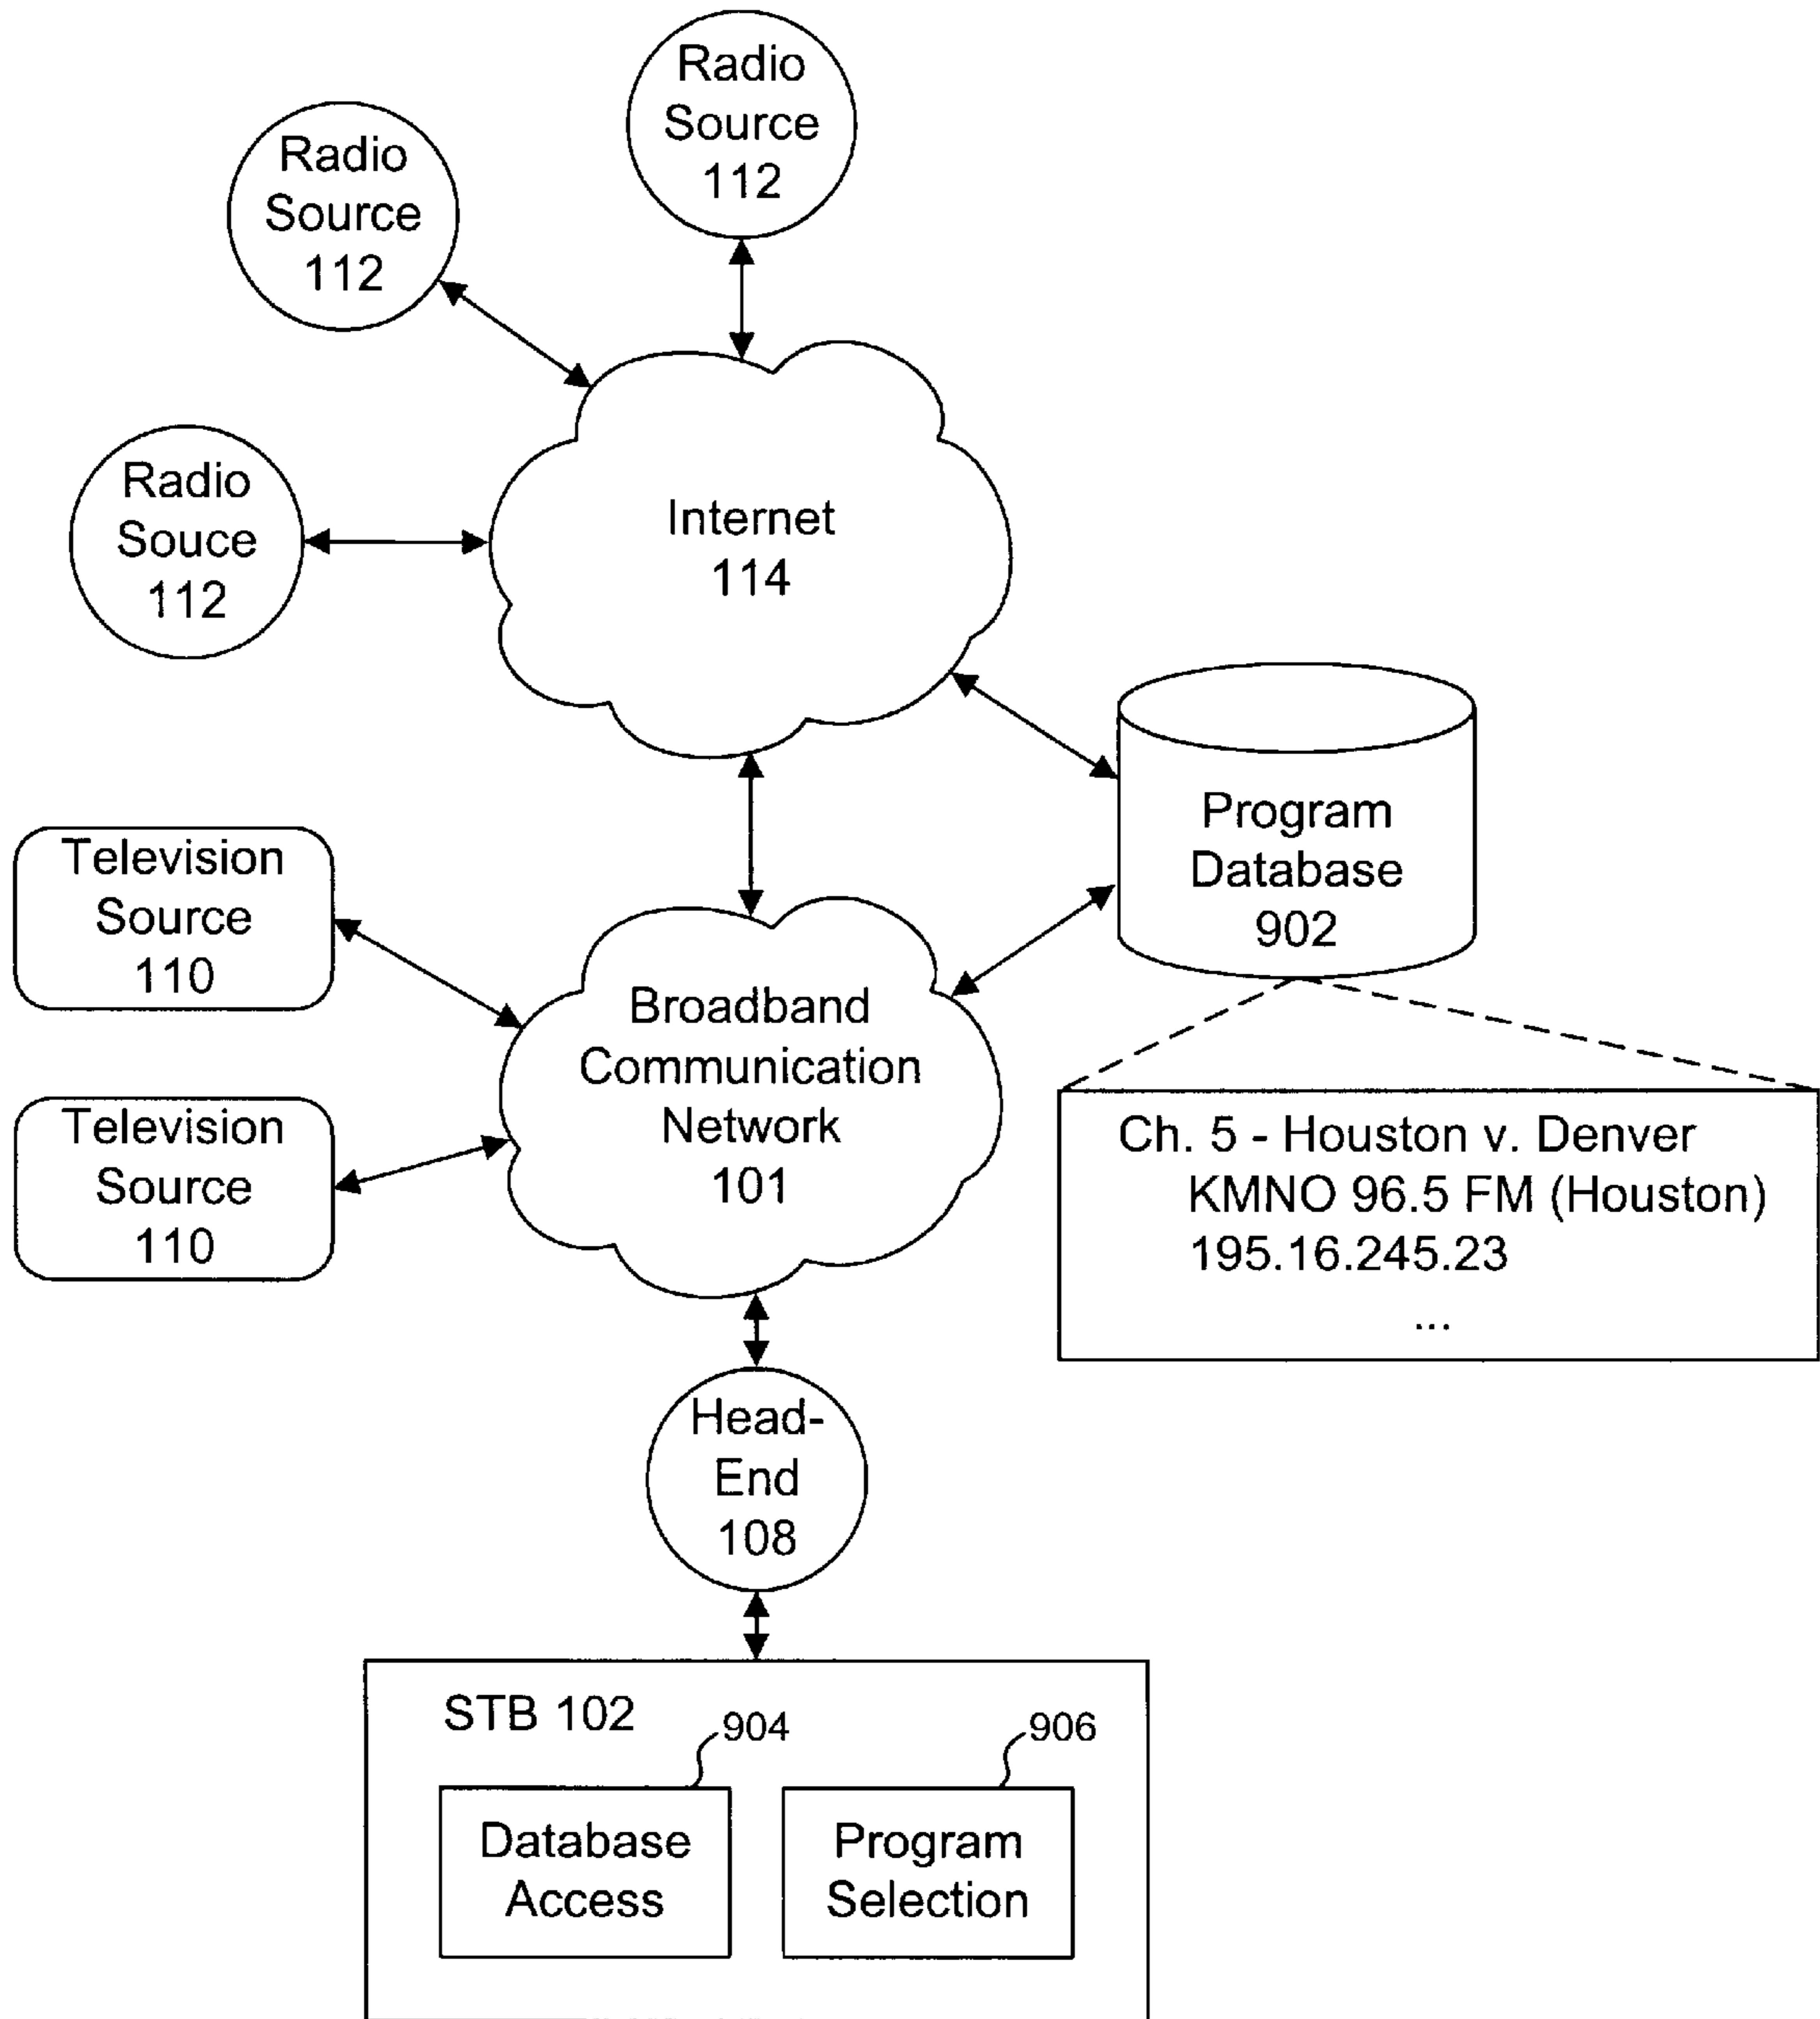 Radio
Source
112
Radio
Source
112
Radio
Souce
112
Internet
114
Program
Database
902
Television
Source
110
Broadband
Communication
Network
101
Television
Source
110
Ch. 5 - Houston v. Denver
KMNO 96.5 FM (Houston)
195.16.245.23
...
Head-
End
108
STB 102
904
906
Database
Access
Program
Selection